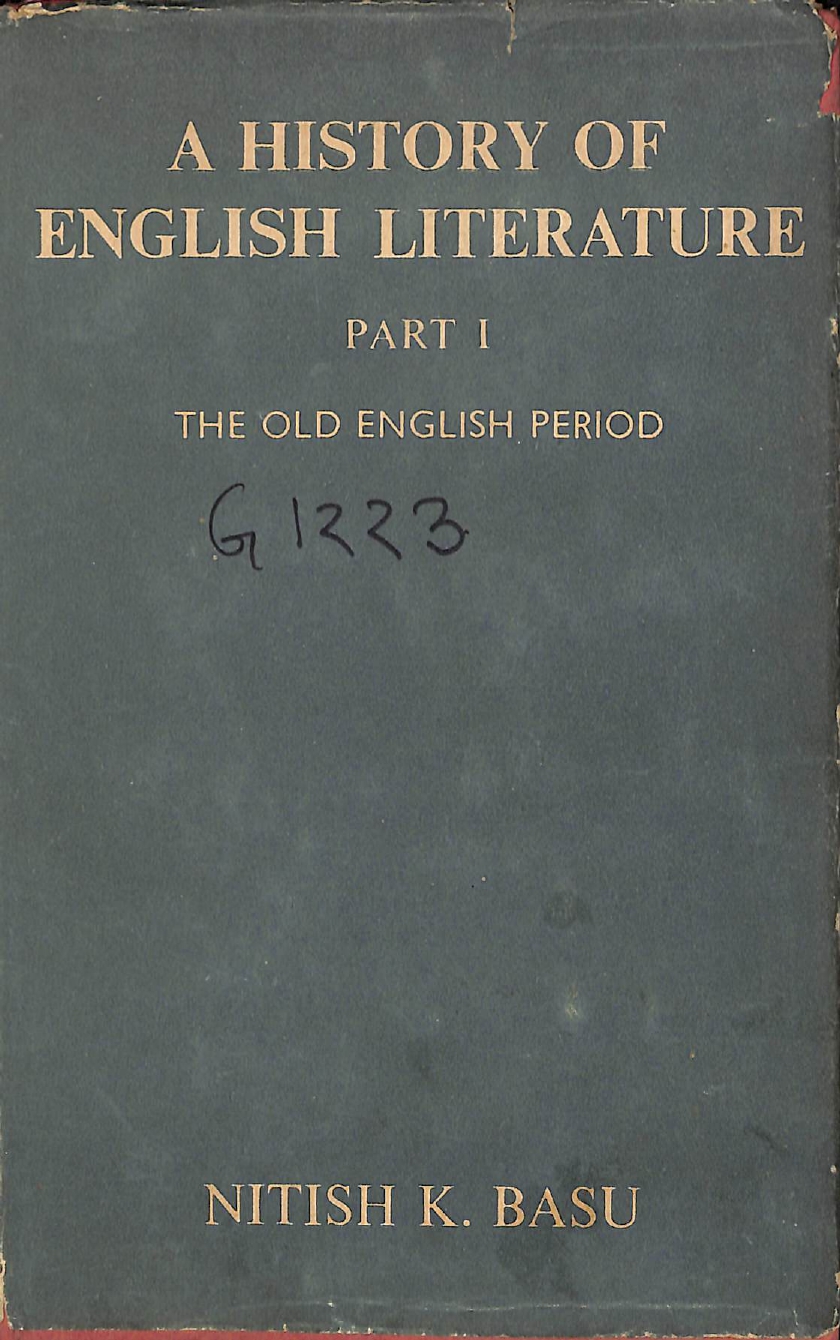 A HISTORY OF
ENGLISH LITERATURE
PART I
THE OLD ENGLISH PERIOD
G 1223
NITISH K. BASU